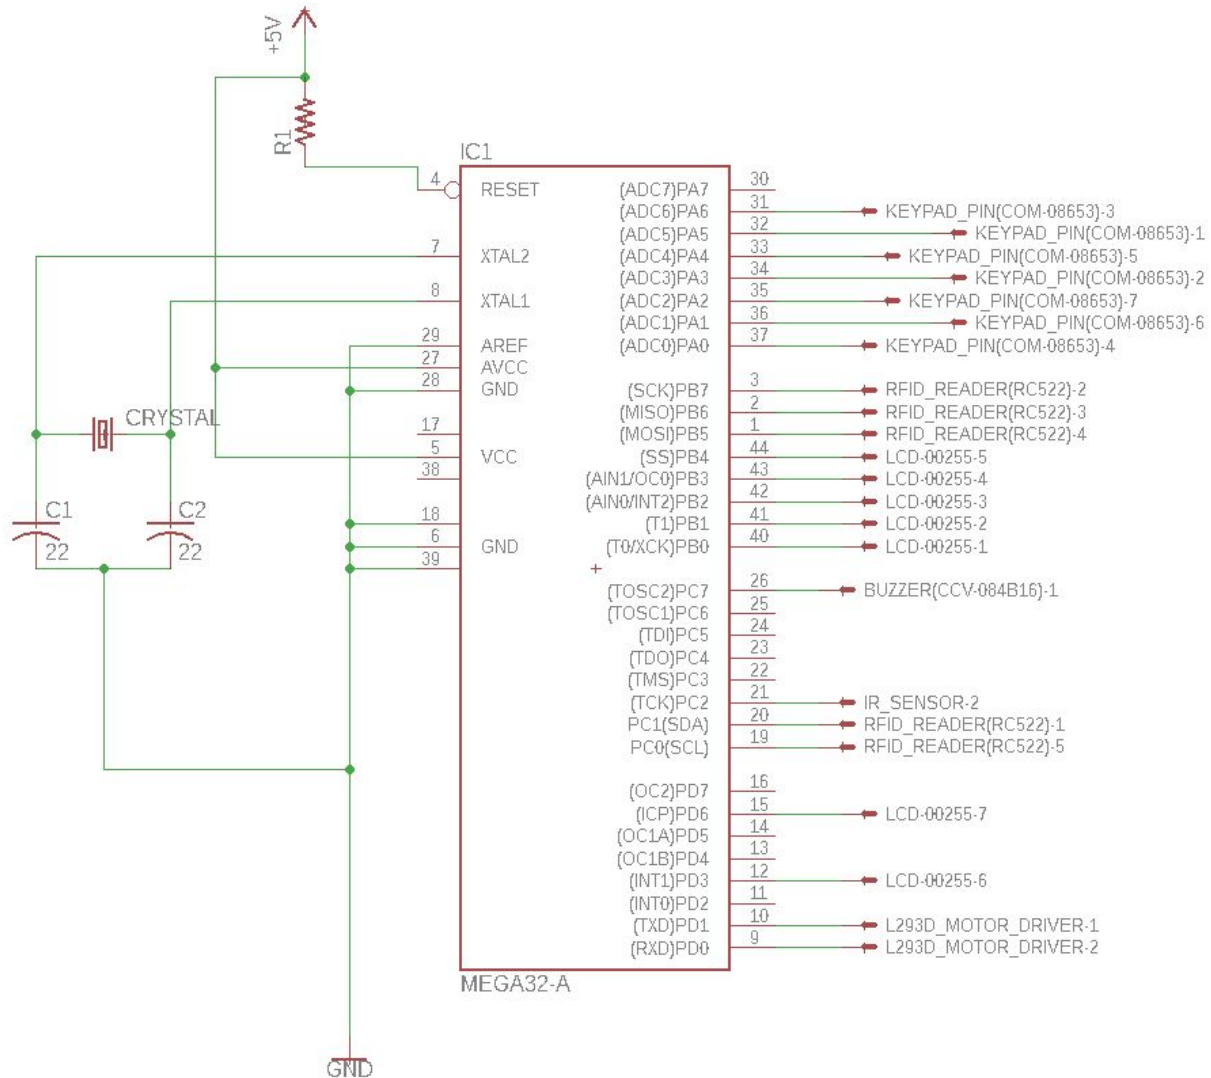 +5V
R1
IC1
4 RESET
7 XTAL2
8 XTAL1
29 AREF
27 AVCC
28 GND
17
5 VCC
38
18
6 GND
39
CRYSTAL
C1
22
C2
22
(ADC7)PA7 30
(ADC6)PA6 31 KEYPAD_PIN(COM-08653)-3
(ADC5)PA5 32 KEYPAD_PIN(COM-08653)-1
(ADC4)PA4 33 KEYPAD_PIN(COM-08653)-5
(ADC3)PA3 34 KEYPAD_PIN(COM-08653)-2
(ADC2)PA2 35 KEYPAD_PIN(COM-08653)-7
(ADC1)PA1 36 KEYPAD_PIN(COM-08653)-6
(ADC0)PA0 37 KEYPAD_PIN(COM-08653)-4
(SCK)PB7 3 RFID_READER(RC522)-2
(MISO)PB6 2 RFID_READER(RC522)-3
(MOSI)PB5 1 RFID_READER(RC522)-4
(SS)PB4 44 LCD-00255-5
(AIN1/OC0)PB3 43 LCD-00255-4
(AIN0/INT2)PB2 42 LCD-00255-3
(T1)PB1 41 LCD-00255-2
(T0/XCK)PB0 40 LCD-00255-1
(TOSC2)PC7 26 BUZZER(CCV-084B16)-1
(TOSC1)PC6 25
(TDI)PC5 24
(TDO)PC4 23
(TMS)PC3 22
(TCK)PC2 21 IR_SENSOR-2
PC1(SDA) 20 RFID_READER(RC522)-1
PC0(SCL) 19 RFID_READER(RC522)-5
(OC2)PD7 16
(ICP)PD6 15 LCD-00255-7
(OC1A)PD5 14
(OC1B)PD4 13
(INT1)PD3 12 LCD-00255-6
(INT0)PD2 11
(TXD)PD1 10 L293D_MOTOR_DRIVER-1
(RXD)PD0 9 L293D_MOTOR_DRIVER-2
MEGA32-A
GND